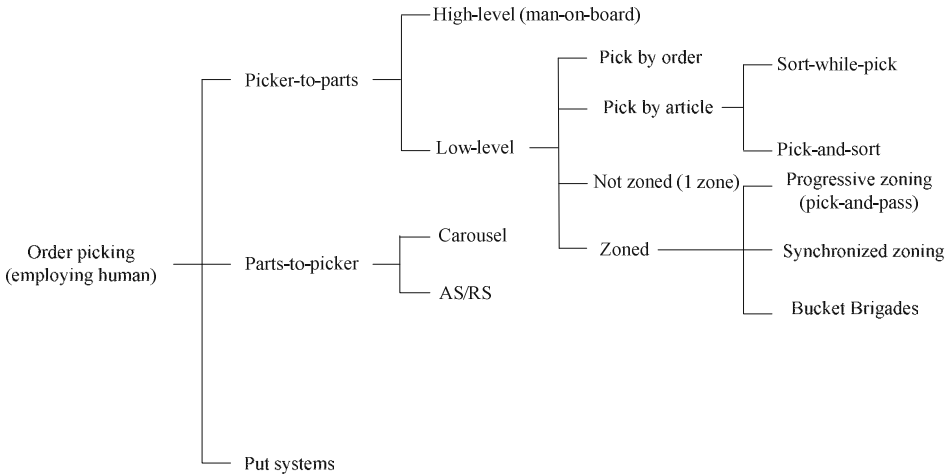 High-level (man-on-board)
Pick by order
Sort-while-pick
Picker-to-parts
Pick by article
Low-level
Pick-and-sort
Not zoned (1 zone)
Progressive zoning
(pick-and-pass)
Carousel
Order picking
(employing human)
Parts-to-picker
Zoned
Synchronized zoning
AS/RS
Bucket Brigades
Put systems